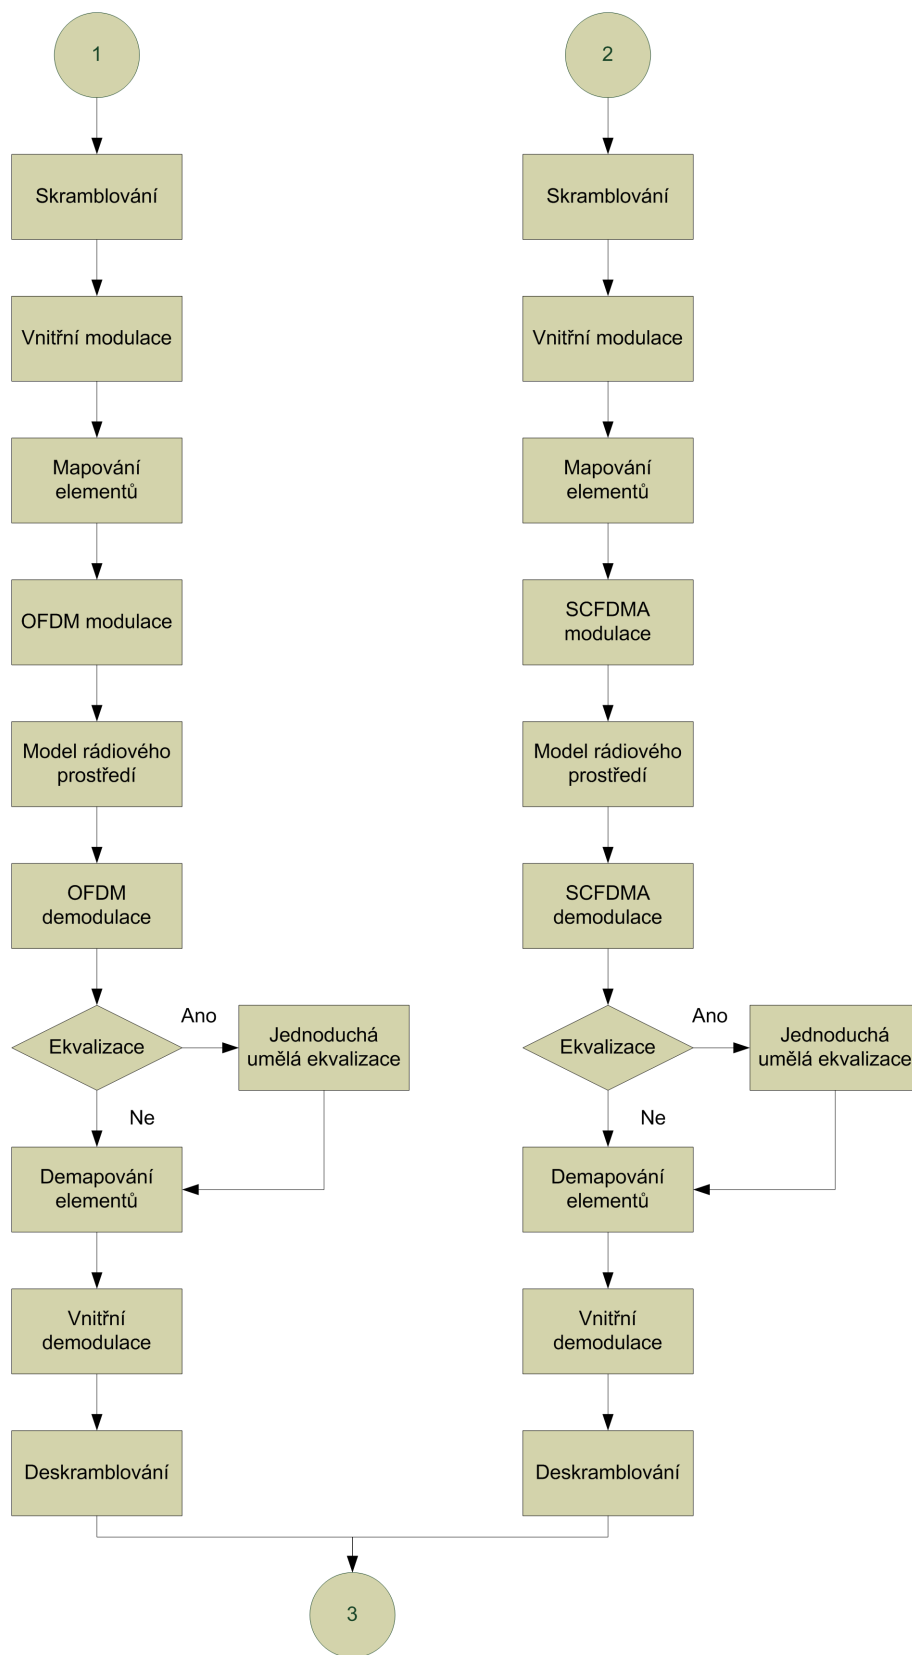 1
Skramblování
Vnitřní modulace
Mapování
elementů
OFDM modulace
Model rádiového
prostředí
OFDM
demodulace
Ekvalizace
Ano
Jednoduchá
umělá ekvalizace
Ne
Demapování
elementů
Vnitřní
demodulace
Deskramblování
2
Skramblování
Vnitřní modulace
Mapování
elementů
SCFDMA
modulace
Model rádiového
prostředí
SCFDMA
demodulace
Ekvalizace
Ano
Jednoduchá
umělá ekvalizace
Ne
Demapování
elementů
Vnitřní
demodulace
Deskramblování
3